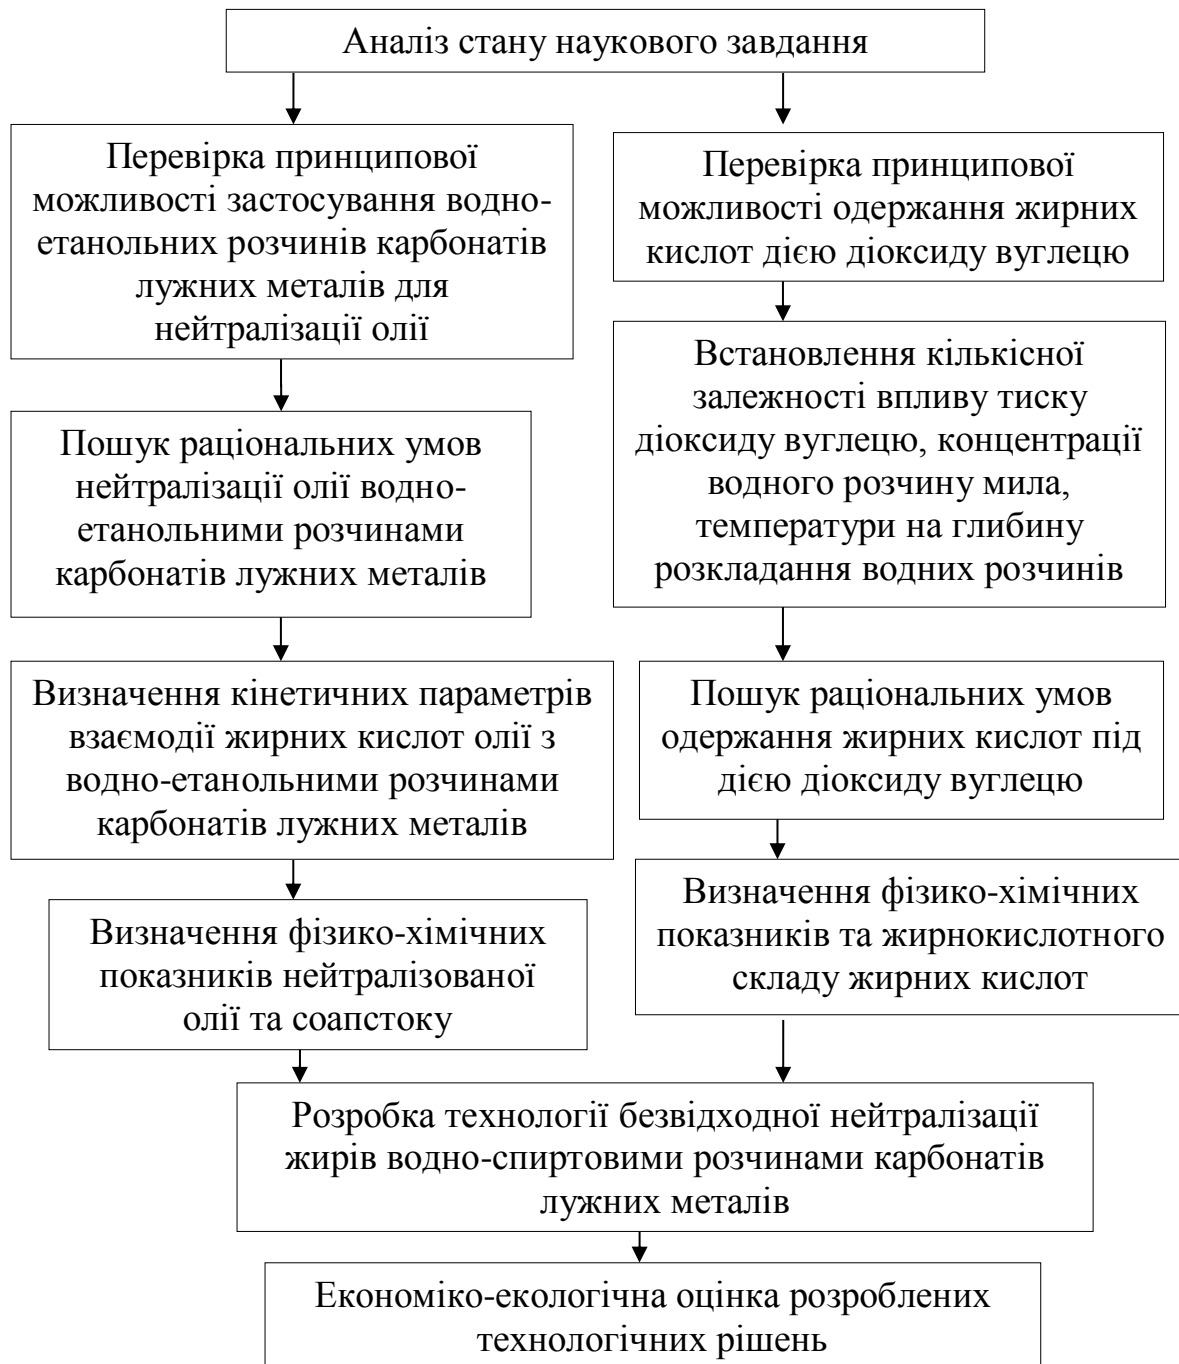 Аналіз стану наукового завдання
Перевірка принципової
можливості застосування водно-
етанольних розчинів карбонатів
лужних металів для
нейтралізації олії
Пошук раціональних умов
нейтралізації олії водно-
етанольними розчинами
карбонатів лужних металів
Визначення кінетичних параметрів
взаємодії жирних кислот олії з
водно-етанольними розчинами
карбонатів лужних металів
Визначення фізико-хімічних
показників нейтралізованої
олії та соапстоку
Перевірка принципової
можливості одержання жирних
кислот дією діоксиду вуглецю
Встановлення кількісної
залежності впливу тиску
діоксиду вуглецю, концентрації
водного розчину мила,
температури на глибину
розкладання водних розчинів
Пошук раціональних умов
одержання жирних кислот під
дією діоксиду вуглецю
Визначення фізико-хімічних
показників та жирнокислотного
складу жирних кислот
Розробка технології безвідходної нейтралізації
жирів водно-спиртовими розчинами карбонатів
лужних металів
Економіко-екологічна оцінка розроблених
технологічних рішень